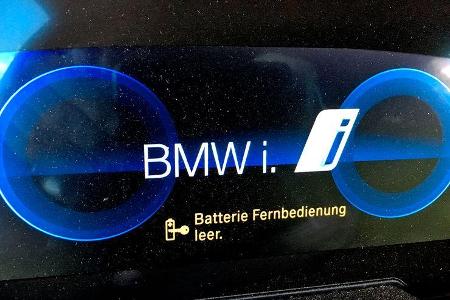 BMW i.
i
Batterie Fernbedienung
leer.